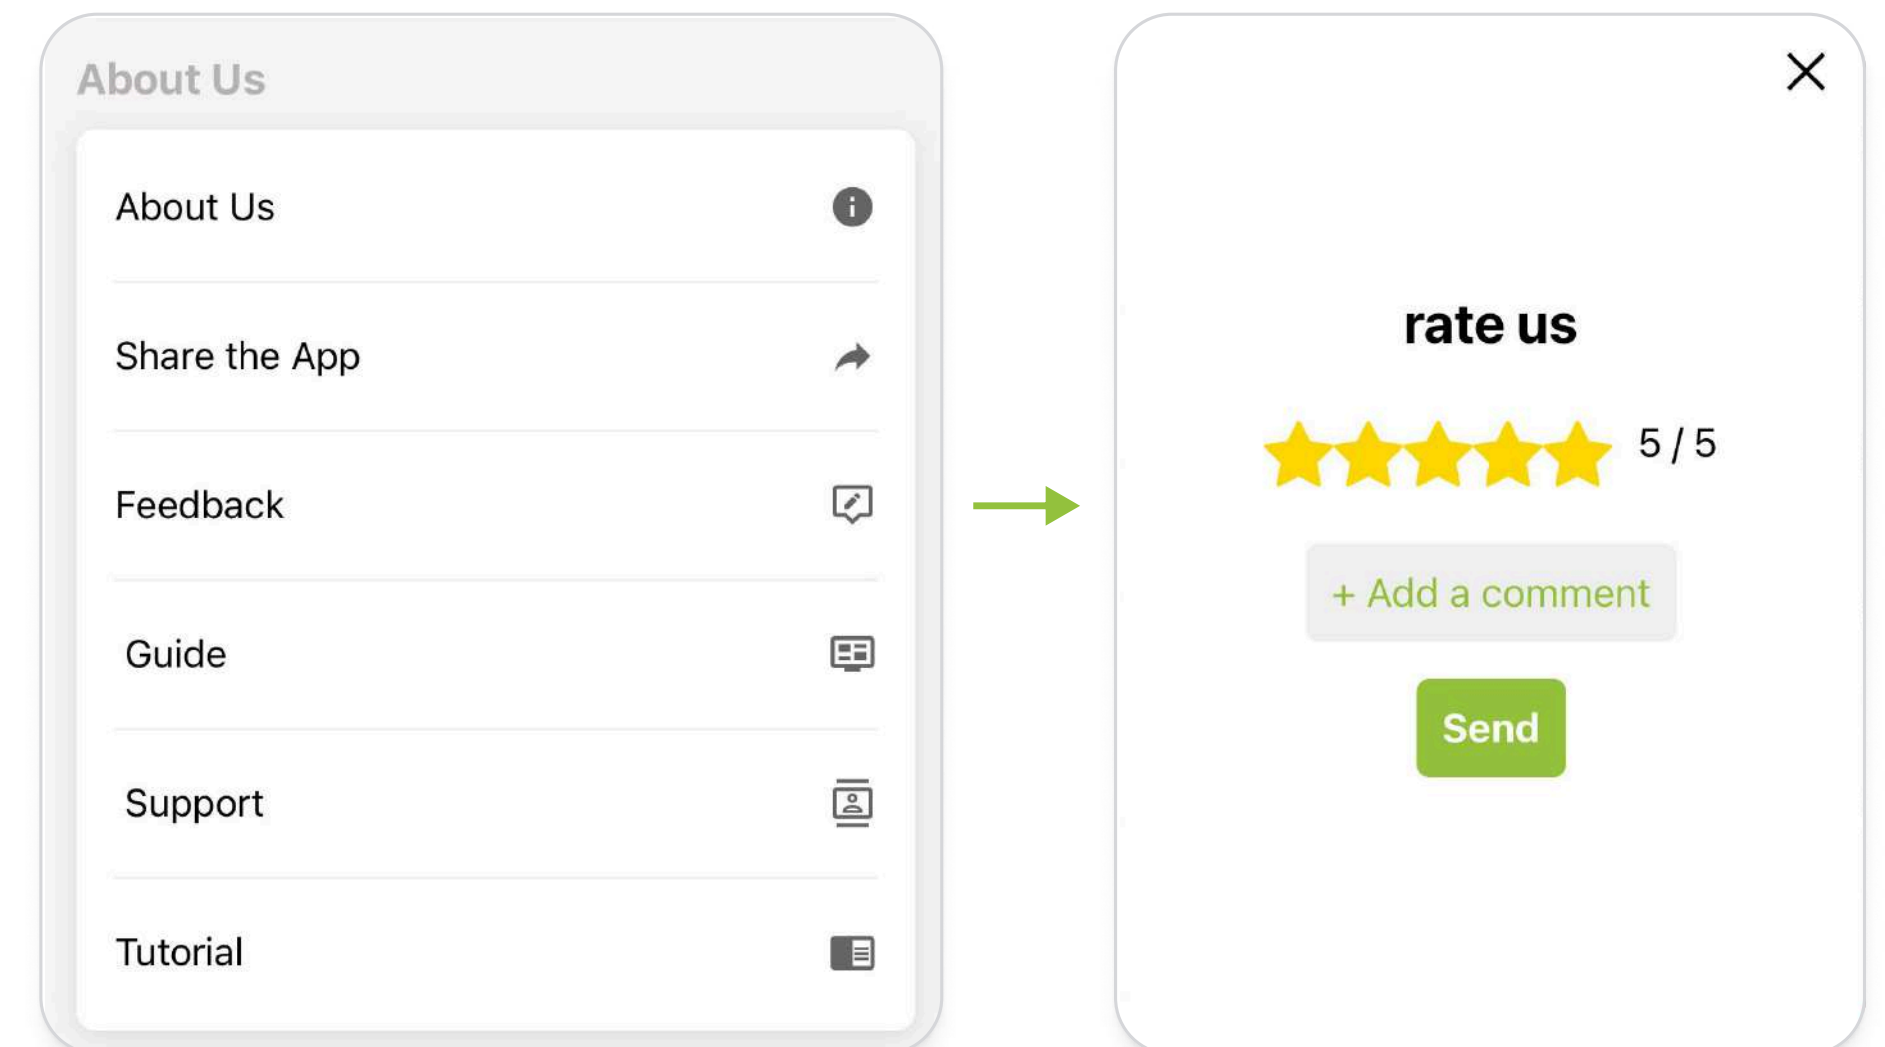 About Us
About Us
Share the App
Feedback
Guide
Support
Tutorial
rate us
5 / 5
+ Add a comment
Send